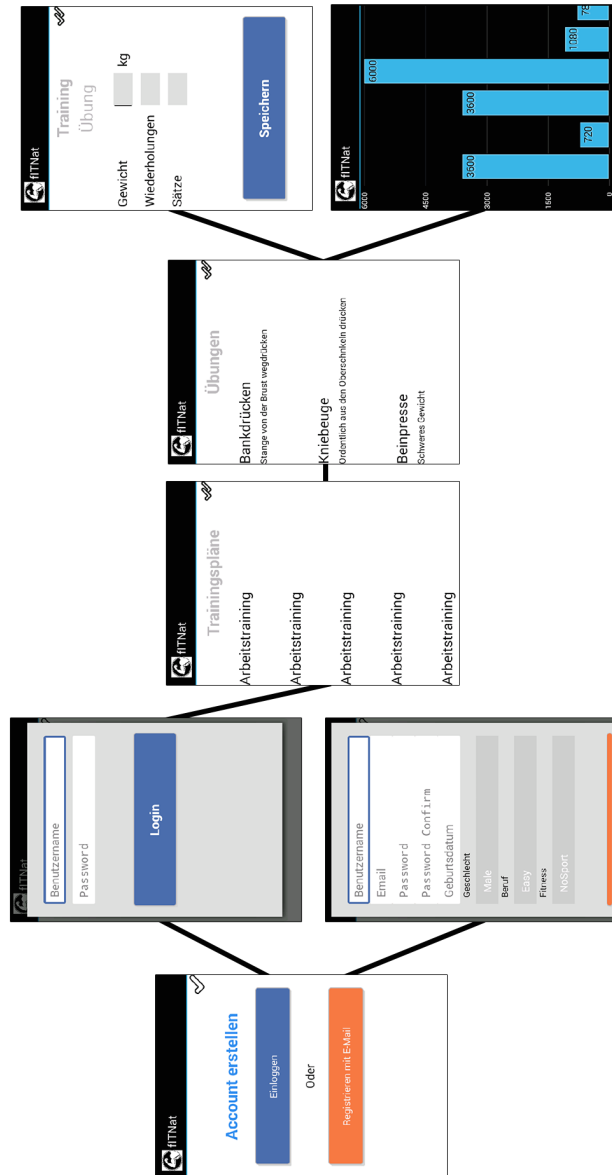 fITNat
Account erstellen
Einloggen
Oder
Registrieren mit E-Mail
fITNat
Benutzername
Password
Login
Benutzername
Email
Password
Password Confirm
Geburtsdatum
Geschlecht
Male
Beruf
Easy
Fitness
NoSport
fITNat
Trainingspläne
Arbeitstraining
Arbeitstraining
Arbeitstraining
Arbeitstraining
Arbeitstraining
fITNat
Übungen
Bankdrücken
Stange von der Brust wegdrücken
Kniebeuge
Ordentlich aus den Oberschnkeln drücken
Beinpresse
Schweres Gewicht
fITNat
Training
Übung
Gewicht kg
Wiederholungen
Sätze
Speichern
fITNat
6000
4500
3000
1500
0
3600
720
3600
6000
1080